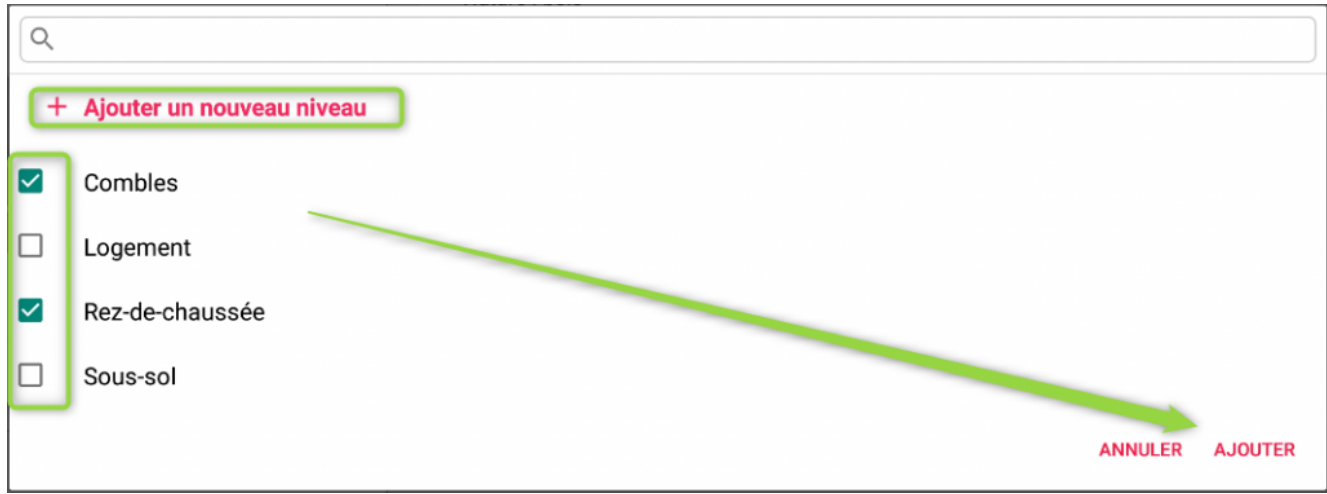 + Ajouter un nouveau niveau
Combles
Logement
Rez-de-chaussée
Sous-sol
ANNULER AJOUTER